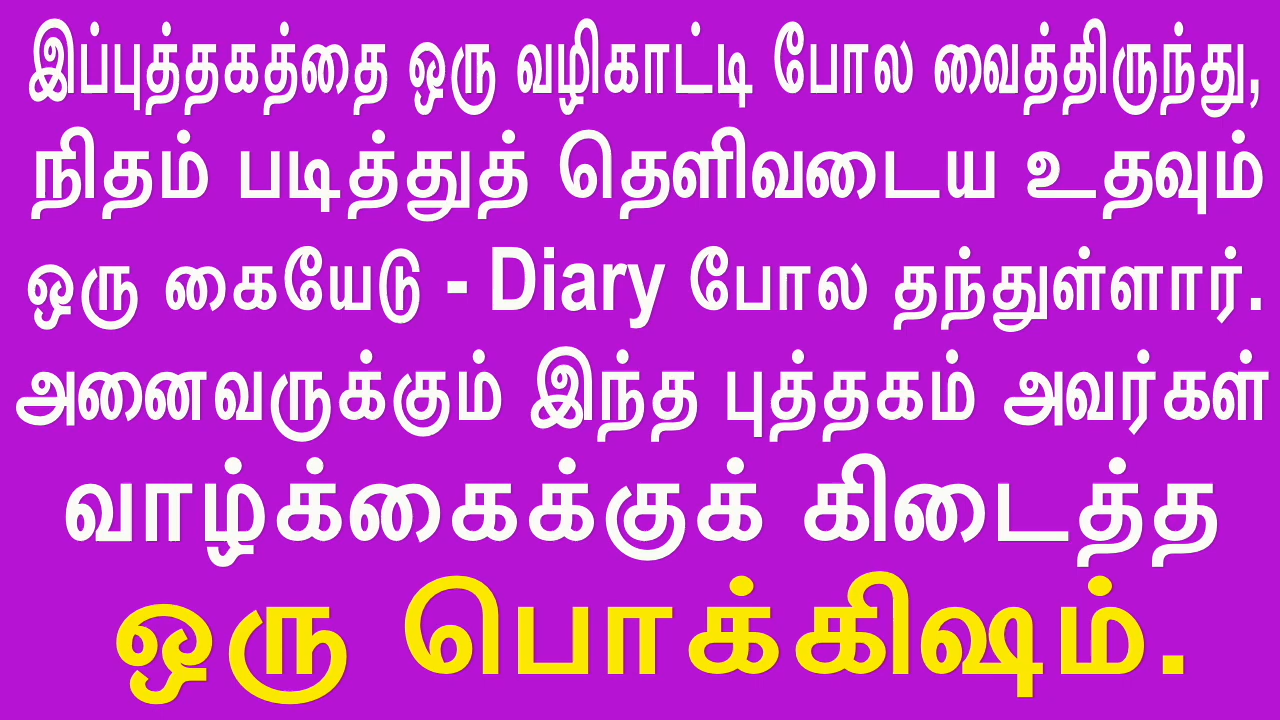 இப்புத்தகத்தை ஒரு வழிகாட்டி போல வைத்திருந்து,
நிதம் படித்துத் தெளிவடைய உதவும்
ஒரு கையேடு - Diary போல தந்துள்ளார்.
அனைவருக்கும் இந்த புத்தகம் அவர்கள்
வாழ்க்கைக்குக் கிடைத்த
ஒரு பொக்கிஷம்.